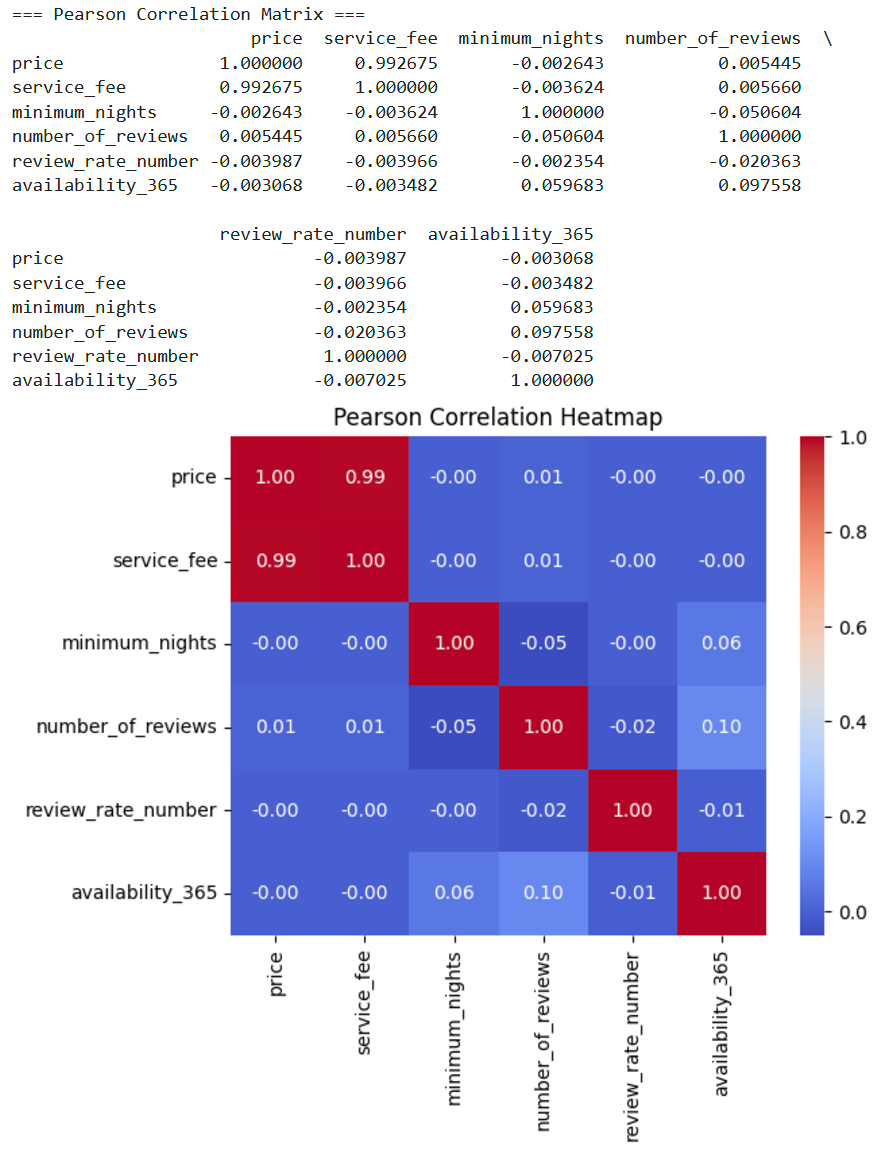 === Pearson Correlation Matrix ===
price service_fee minimum_nights number_of_reviews \
price 1.000000 0.992675 -0.002643 0.005445
service_fee 0.992675 1.000000 -0.003624 0.005660
minimum_nights -0.002643 -0.003624 1.000000 -0.050604
number_of_reviews 0.005445 0.005660 -0.050604 1.000000
review_rate_number -0.003987 -0.003966 -0.002354 -0.020363
availability_365 -0.003068 -0.003482 0.059683 0.097558
review_rate_number availability_365
price -0.003987 -0.003068
service_fee -0.003966 -0.003482
minimum_nights -0.002354 0.059683
number_of_reviews -0.020363 0.097558
review_rate_number 1.000000 -0.007025
availability_365 -0.007025 1.000000
Pearson Correlation Heatmap
price 1.00 0.99 -0.00 0.01 -0.00 -0.00
service_fee 0.99 1.00 -0.00 0.01 -0.00 -0.00
minimum_nights -0.00 -0.00 1.00 -0.05 -0.00 0.06
number_of_reviews 0.01 0.01 -0.05 1.00 -0.02 0.10
review_rate_number -0.00 -0.00 -0.00 -0.02 1.00 -0.01
availability_365 -0.00 -0.00 0.06 0.10 -0.01 1.00
price
service_fee
minimum_nights
number_of_reviews
review_rate_number
availability_365
1.0
0.8
0.6
0.4
0.2
0.0